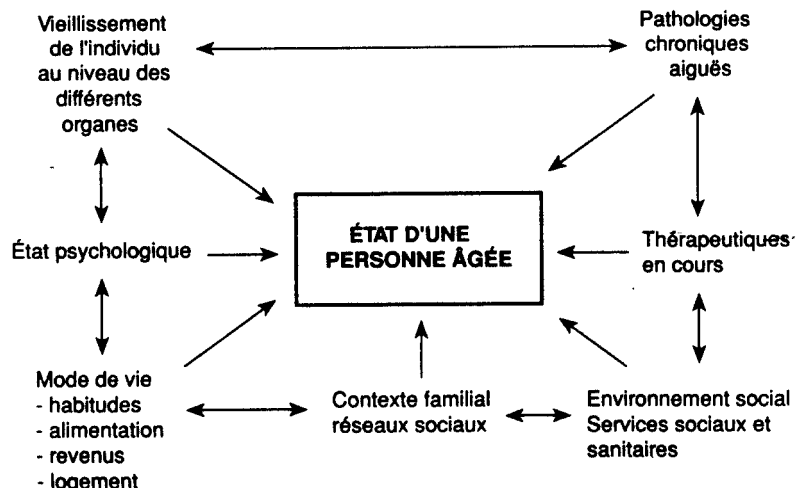 Vieillissement
de l'individu
au niveau des
différents
organes
Pathologies
chroniques
aiguës
État psychologique
ÉTAT D'UNE
PERSONNE ÂGÉE
Thérapeutiques
en cours
Mode de vie
- habitudes
- alimentation
- revenus
- logement
Contexte familial
réseaux sociaux
Environnement social
Services sociaux et
sanitaires